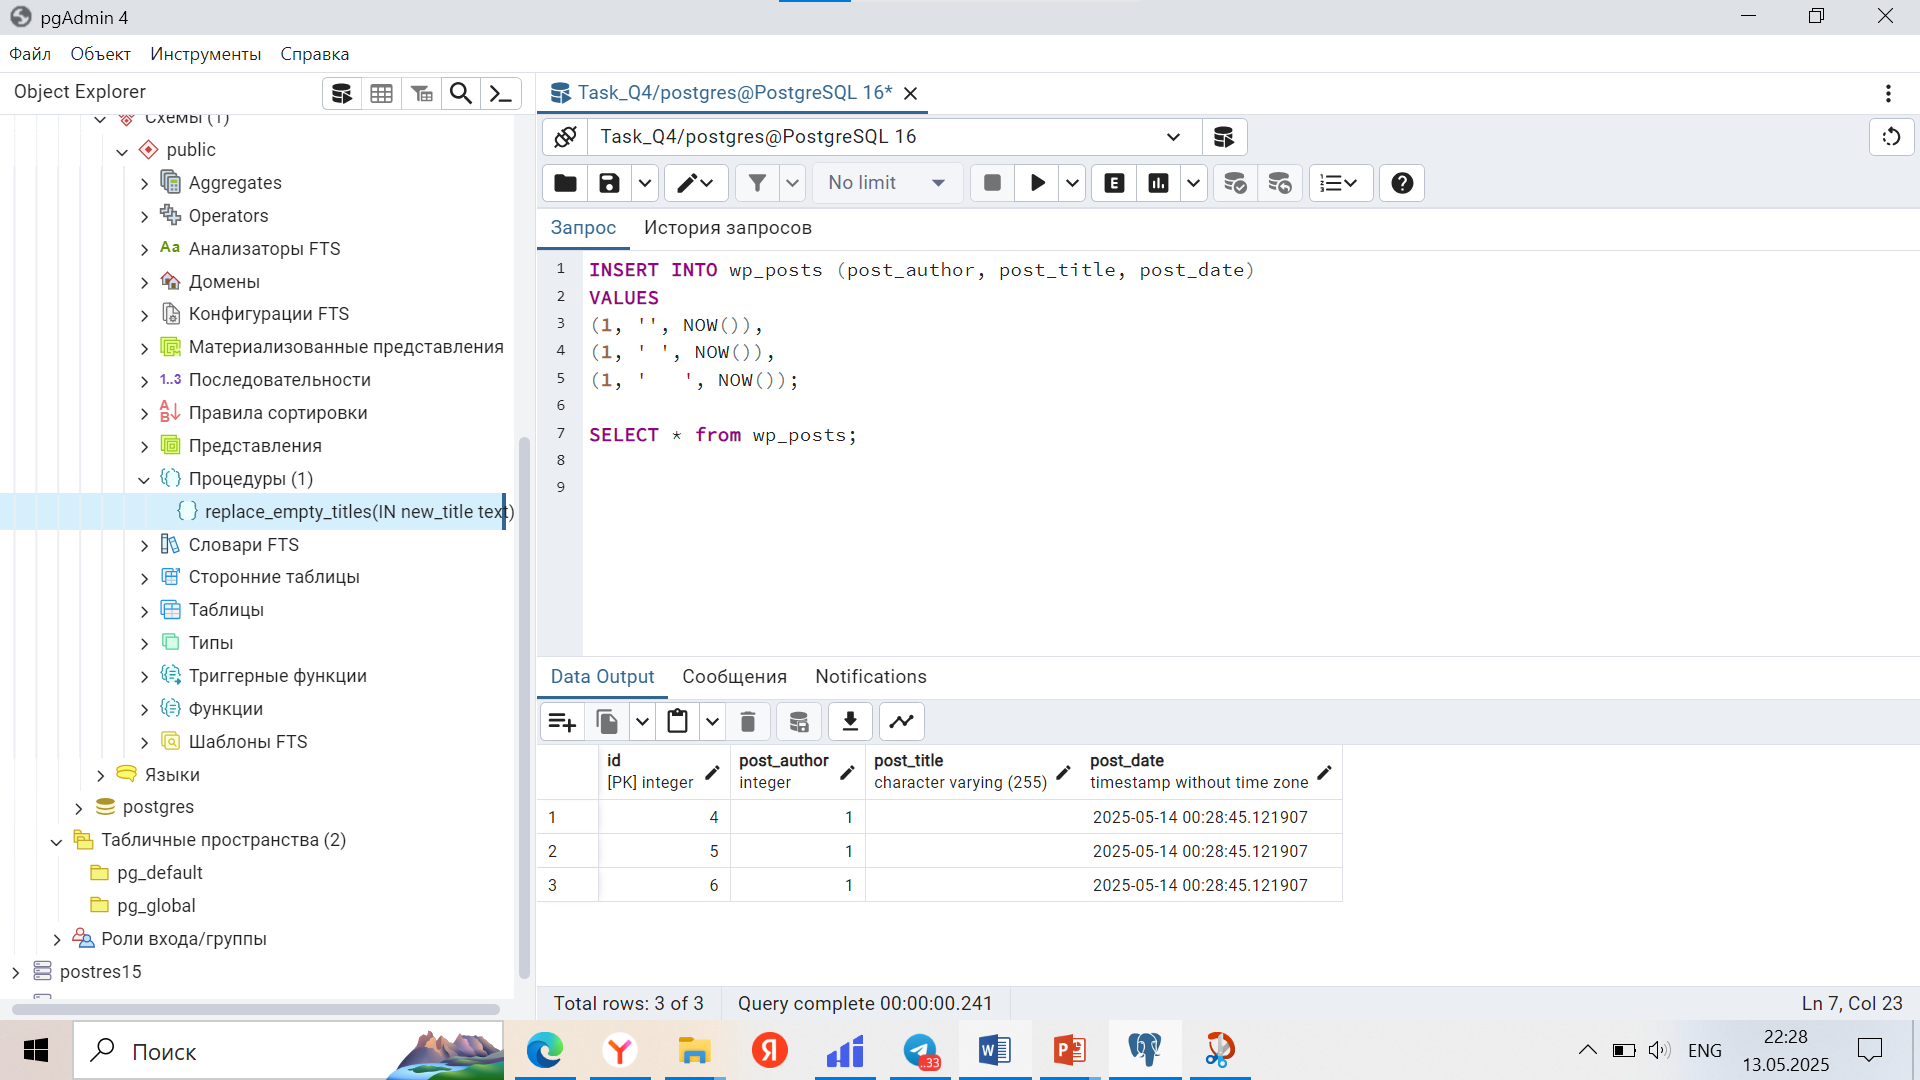 pgAdmin 4
Файл Объект Инструменты Справка
Object Explorer
Схемы (1)
public
Aggregates
Operators
Aa Анализаторы FTS
Домены
Конфигурации FTS
Материализованные представления
1..3 Последовательности
Правила сортировки
Представления
Процедуры (1)
replace_empty_titles(IN new_title text)
Словари FTS
Сторонние таблицы
Таблицы
Типы
Триггерные функции
Функции
Шаблоны FTS
Языки
postgres
Табличные пространства (2)
pg_default
pg_global
Роли входа/группы
postres15
Task_Q4/postgres@PostgreSQL 16*
Task_Q4/postgres@PostgreSQL 16
No limit
E
Запрос История запросов
1 INSERT INTO wp_posts (post_author, post_title, post_date)
2 VALUES
3 (1, '', NOW()),
4 (1, ' ', NOW()),
5 (1, '   ', NOW());
6
7 SELECT * from wp_posts;
8
9
Data Output Сообщения Notifications
id post_author post_title post_date
[PK] integer integer character varying (255) timestamp without time zone
1 4 1 2025-05-14 00:28:45.121907
2 5 1 2025-05-14 00:28:45.121907
3 6 1 2025-05-14 00:28:45.121907
Total rows: 3 of 3 Query complete 00:00:00.241 Ln 7, Col 23
Поиск
Я
..33
ENG
22:28
13.05.2025